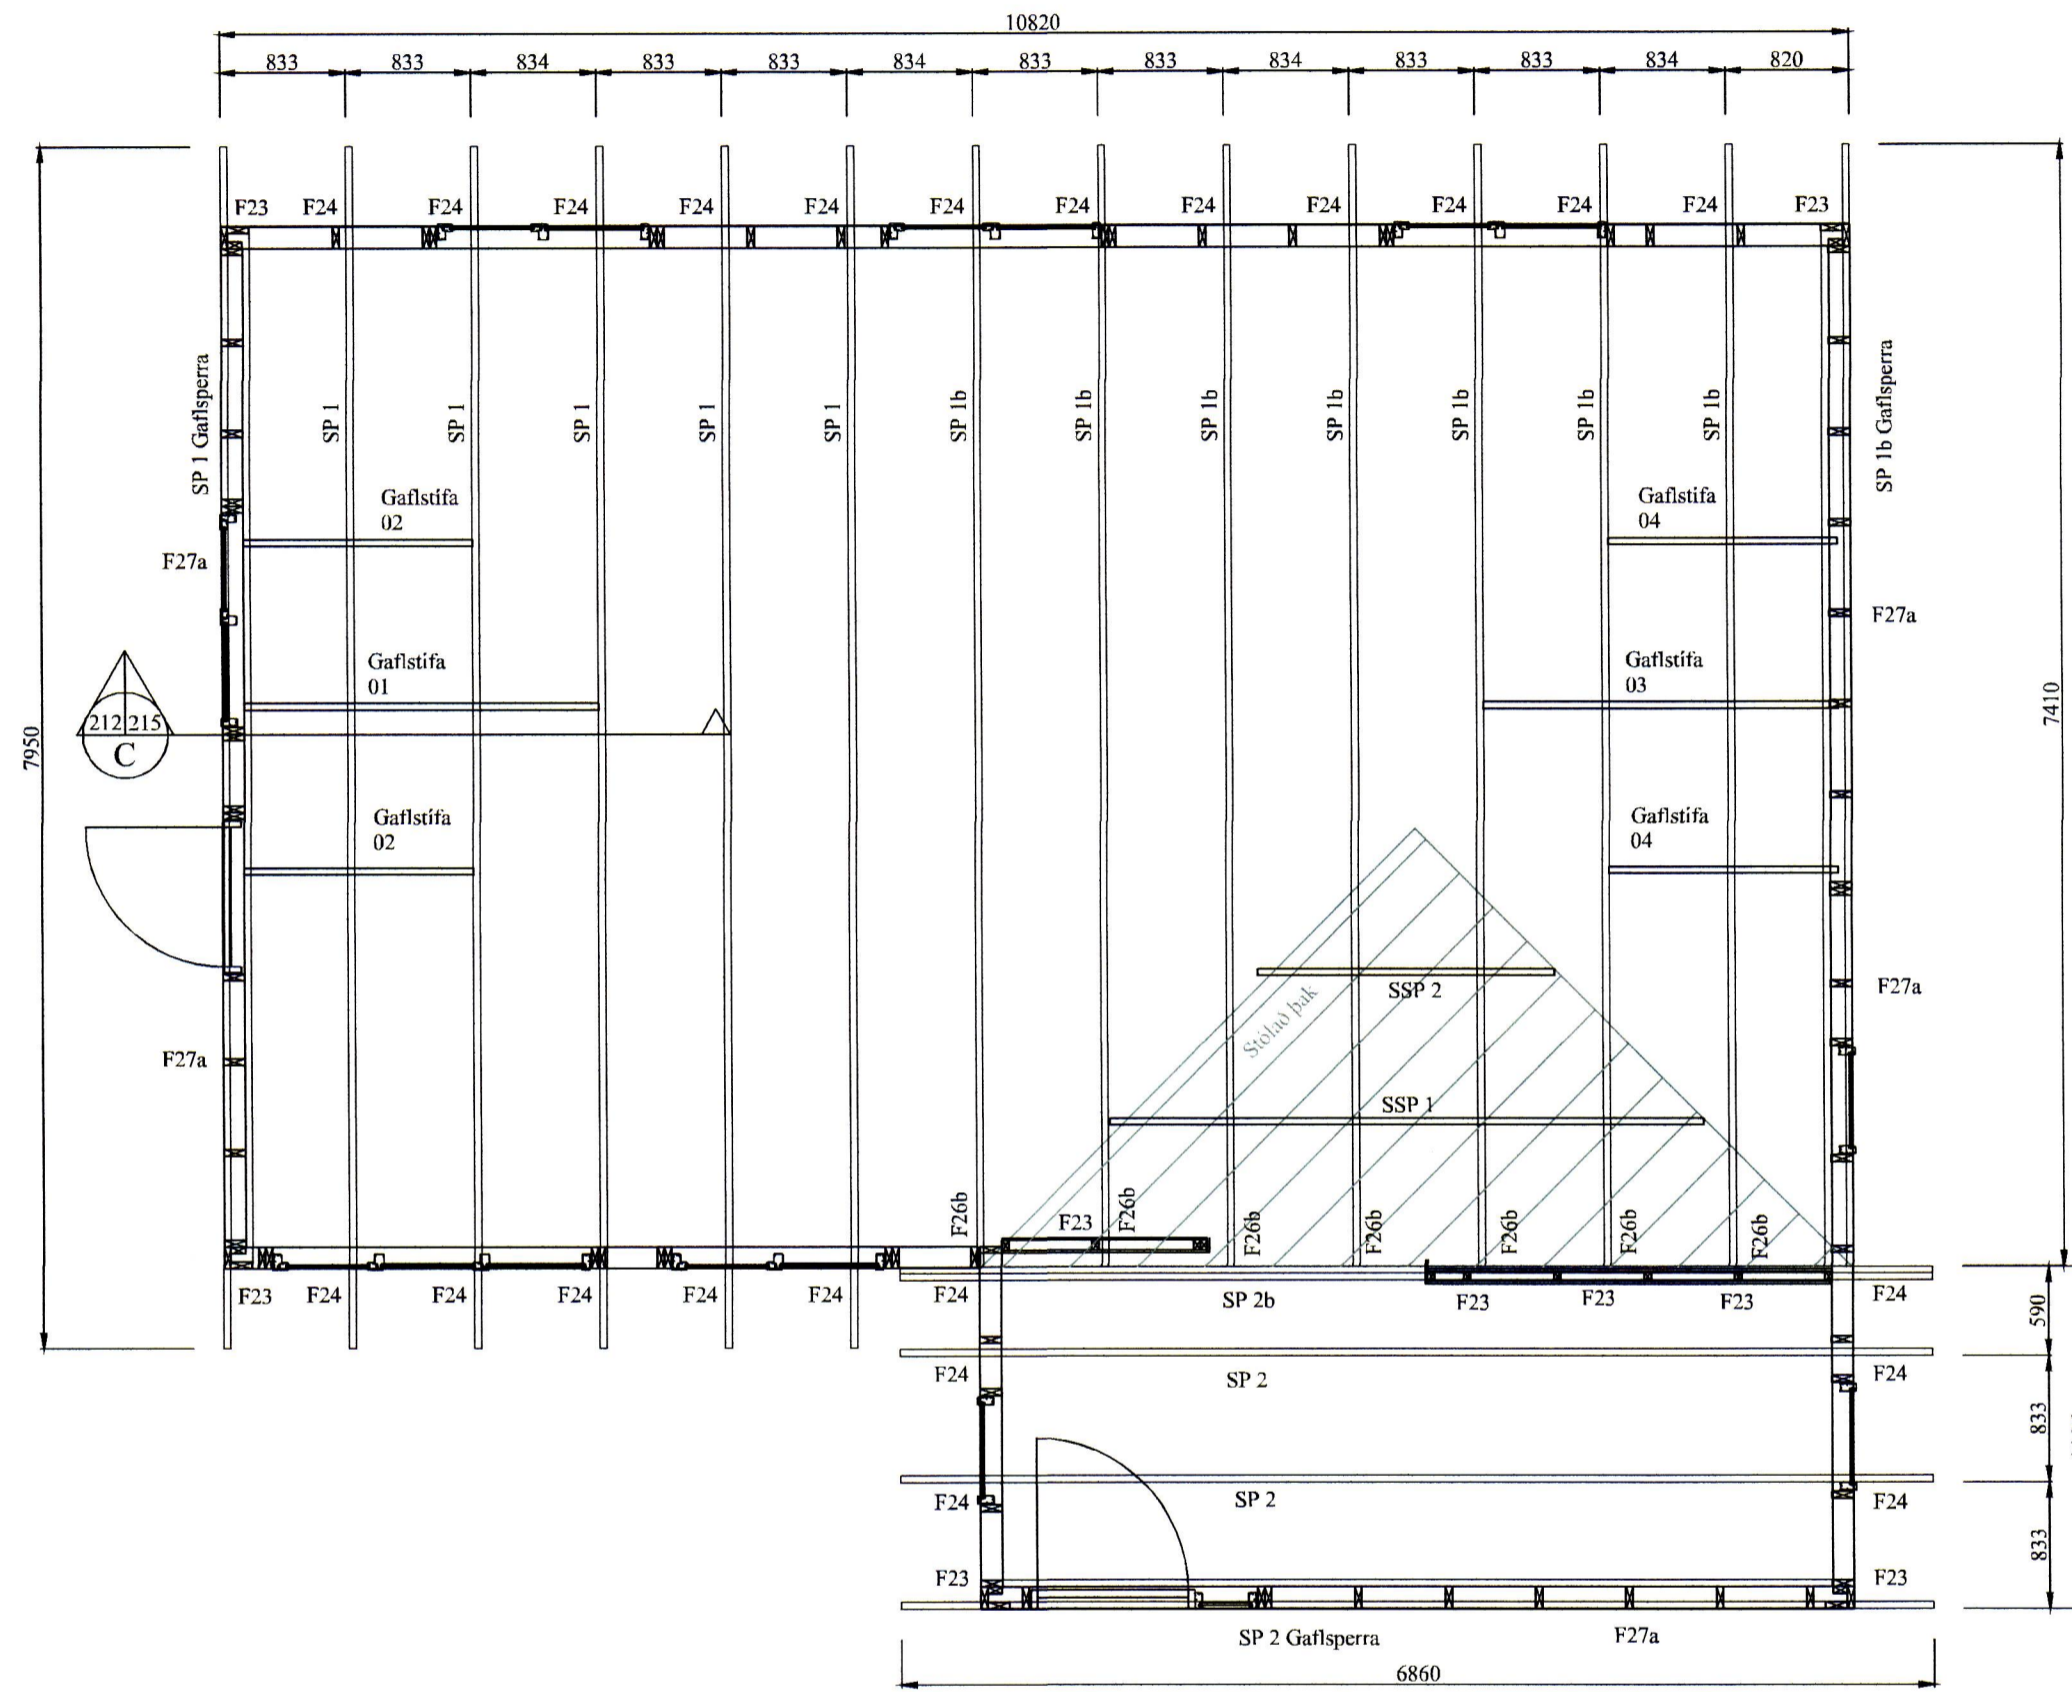 10820
833 833 834 833 833 834 833 833 834 833 833 834 820
F23 F24 F24 F24 F24 F24 F24 F24 F24 F24 F24 F24 F24 F23
SP 1 Gaflsperra
SP 1
SP 1
SP 1
SP 1
SP 1
SP 1b
SP 1b
SP 1b
SP 1b
SP 1b
SP 1b
SP 1b
SP 1b Gaflsperra
Gaflstífa
02
Gaflstífa
04
F27a
F27a
Gaflstífa
01
Gaflstífa
03
7950
7410
212 215
C
Gaflstífa
02
Gaflstífa
04
SSP 2
F27a
Stólað þak
F27a
SSP 1
F26b
F23
F26b
F26b
F26b
F26b
F26b
F26b
F23 F24 F24 F24 F24 F24 F24
SP 2b
F23 F23 F23
F24
590
F24
SP 2
F24
833
F24
SP 2
F24
833
F23
F23
SP 2 Gaflsperra
F27a
6860